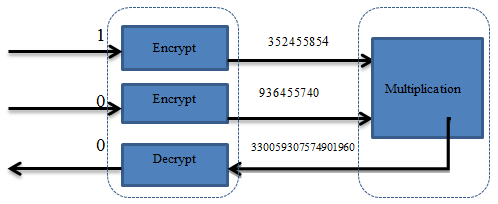 1
Encrypt
352455854
0
Encrypt
936455740
Multiplication
0
Decrypt
330059307574901960